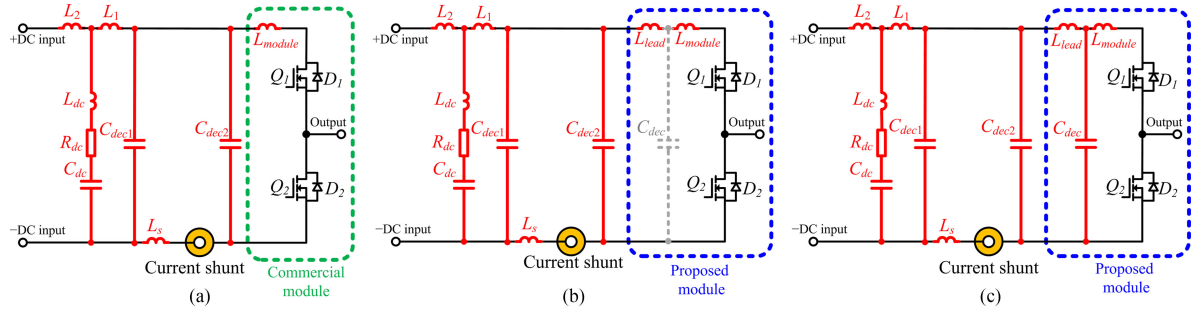 L2 L1
+DC input
Lmodule
Q1 D1
Ldc
Rdc
Cdc
Cdec1 Cdec2
Output
Q2 D2
Ls
−DC input
Current shunt
Commercial
module
(a)
L2 L1
+DC input
Llead Lmodule
Q1 D1
Ldc
Rdc
Cdc
Cdec1 Cdec2 Cdec
Output
Q2 D2
Ls
−DC input
Current shunt
Proposed
module
(b)
L2 L1
+DC input
Llead Lmodule
Q1 D1
Ldc
Rdc
Cdc
Cdec1 Cdec2 Cdec
Output
Q2 D2
Ls
−DC input
Current shunt
Proposed
module
(c)